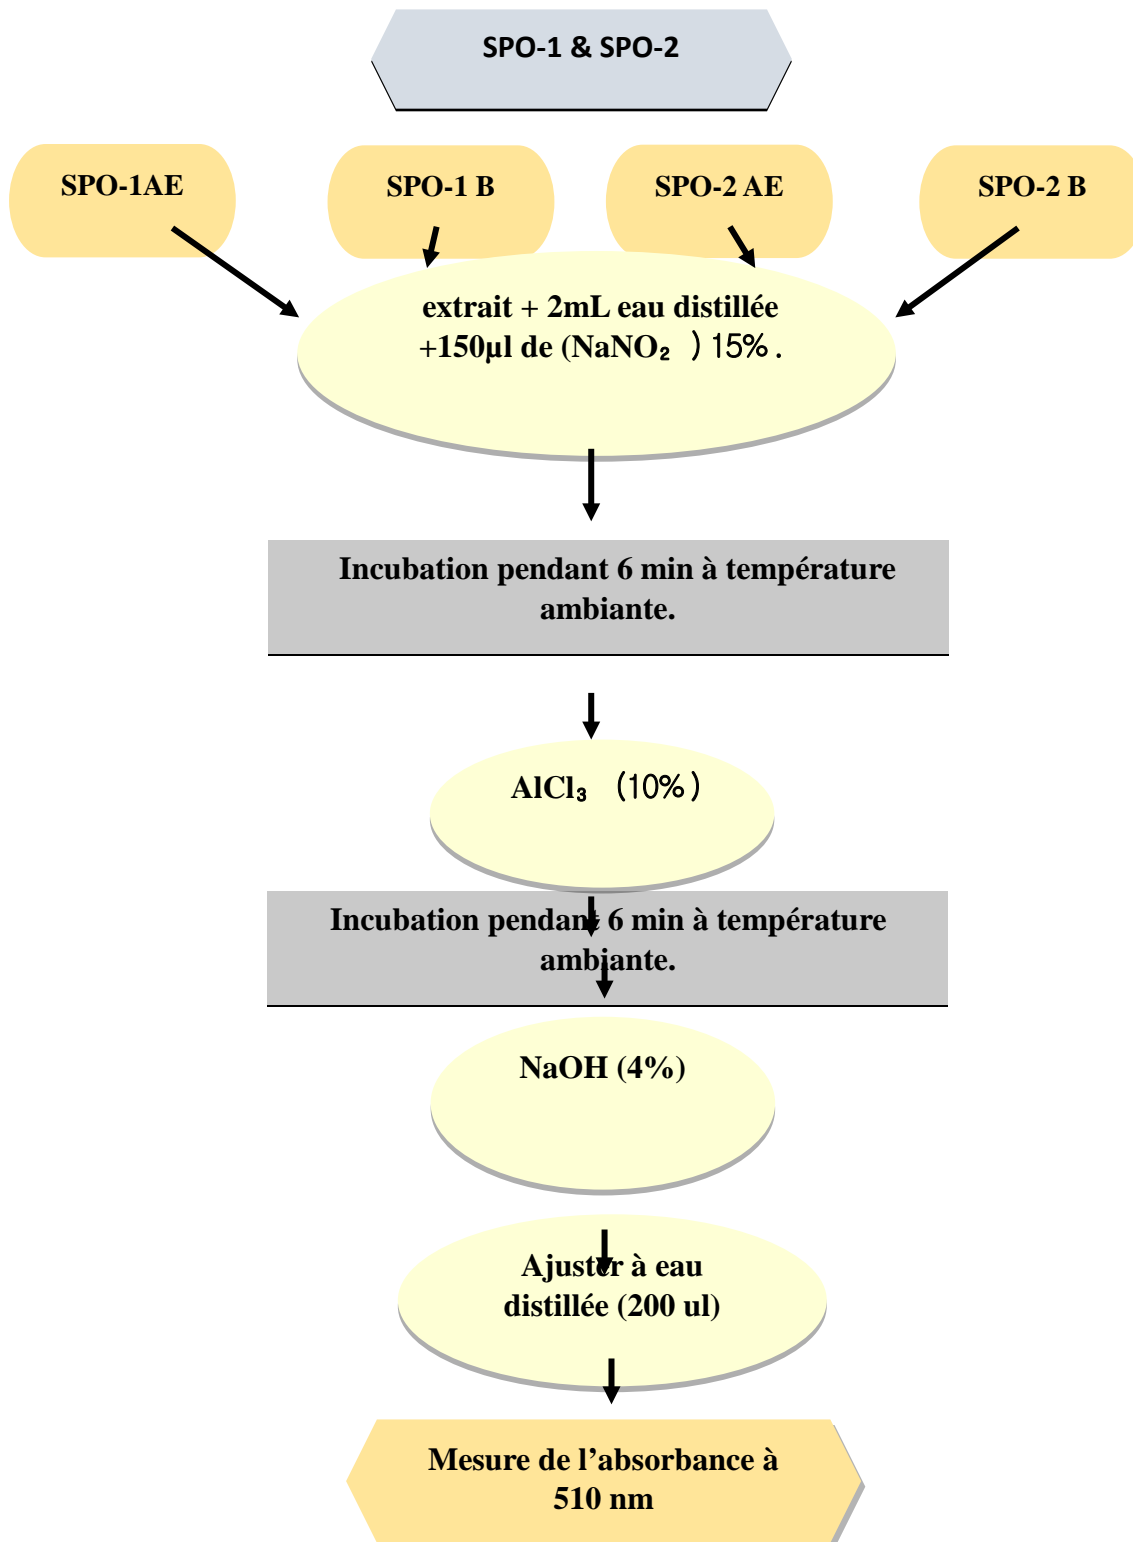 SPO-1 & SPO-2
SPO-1AE
SPO-1 B
SPO-2 AE
SPO-2 B
extrait + 2mL eau distillée
+150µl de (NaNO₂ ) 15%.
Incubation pendant 6 min à température
ambiante.
AlCl₃ (10%)
Incubation pendant 6 min à température
ambiante.
NaOH (4%)
Ajuster à eau
distillée (200 ul)
Mesure de l’absorbance à
510 nm